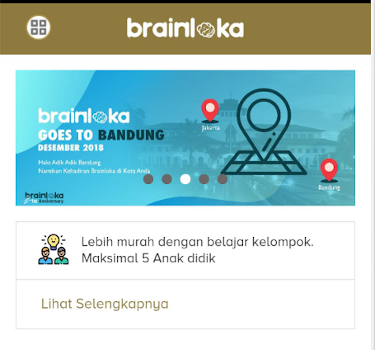 brainloka
brainloka
GOES TO BANDUNG
DESEMBER 2018
Halo Adik Adik Bandung
Nantikan Kehadiran Brainloka di Kota Anda
Jakarta
Bandung
brainloka
Anniversary
Lebih murah dengan belajar kelompok.
Maksimal 5 Anak didik
Lihat Selengkapnya